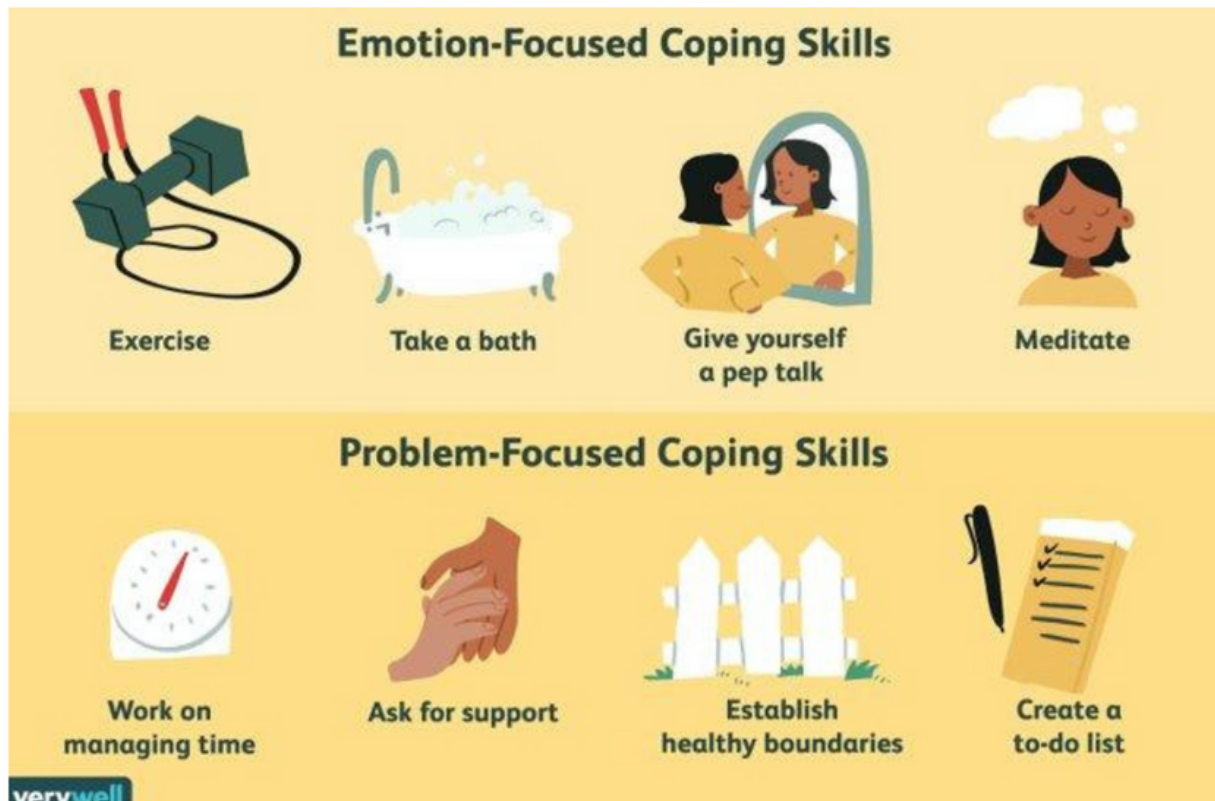 Emotion-Focused Coping Skills
Exercise
Take a bath
Give yourself
a pep talk
Meditate
Problem-Focused Coping Skills
Work on
managing time
Ask for support
Establish
healthy boundaries
Create a
to-do list
verywell